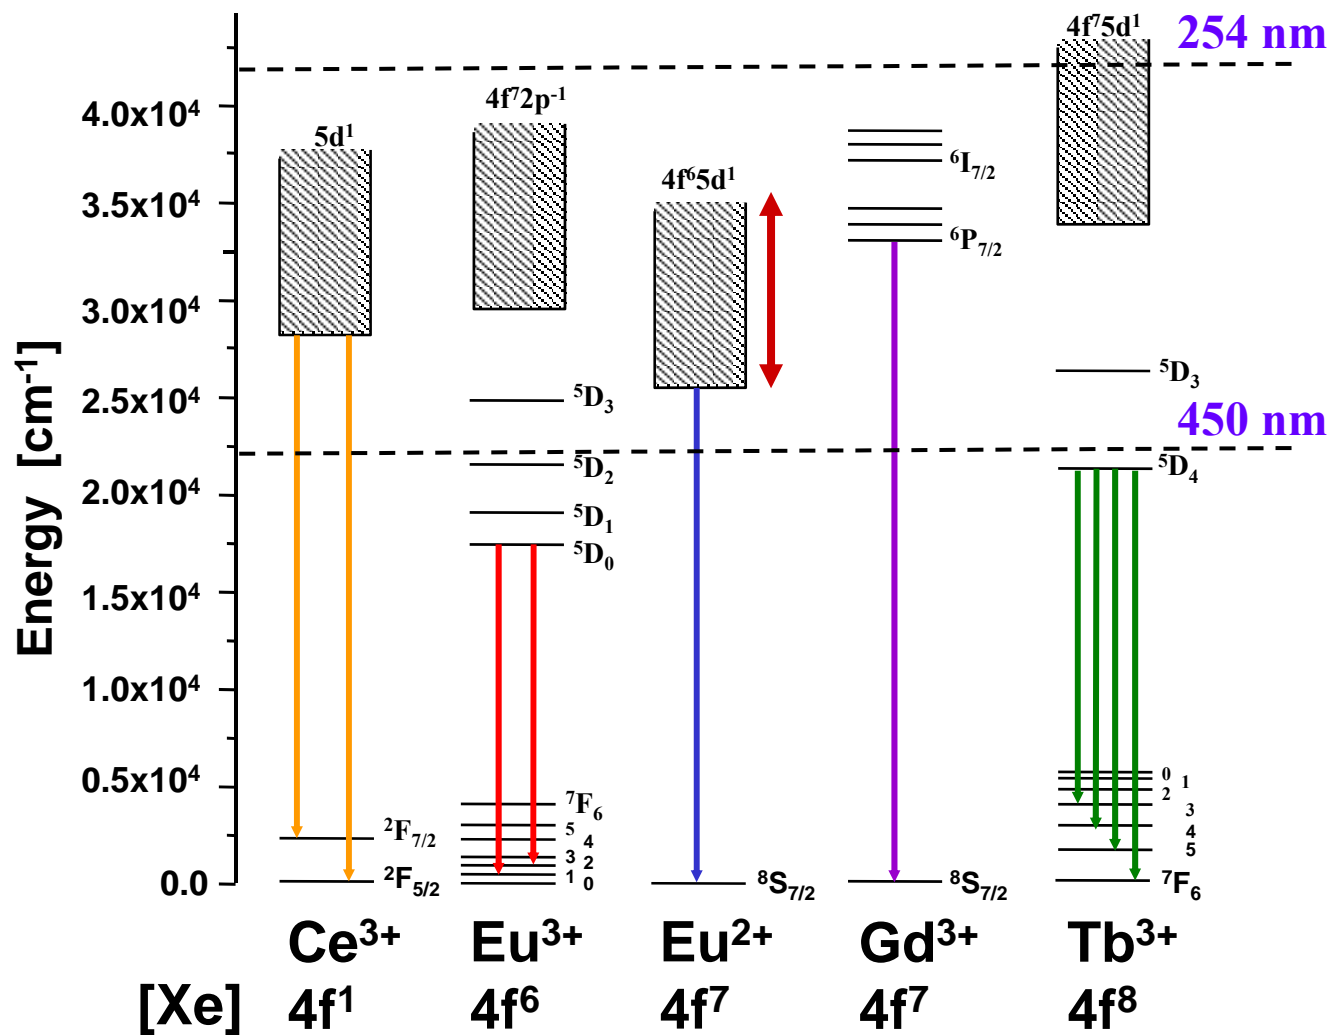 4f⁷5d¹
254 nm
4f⁷2p⁻¹
4.0x10⁴
5d¹
⁶I₇/₂
4f⁶5d¹
3.5x10⁴
⁶P₇/₂
3.0x10⁴
⁵D₃
⁵D₃
2.5x10⁴
450 nm
⁵D₂
⁵D₄
2.0x10⁴
⁵D₁
⁵D₀
1.5x10⁴
Energy [cm⁻¹]
1.0x10⁴
0.5x10⁴
0 1
2
3
4
5
⁷F₆
⁷F₆
5 4
3 2
1 0
²F₇/₂
²F₅/₂
0.0
⁸S₇/₂
⁸S₇/₂
Ce³⁺ Eu³⁺ Eu²⁺ Gd³⁺ Tb³⁺
[Xe] 4f¹ 4f⁶ 4f⁷ 4f⁷ 4f⁸